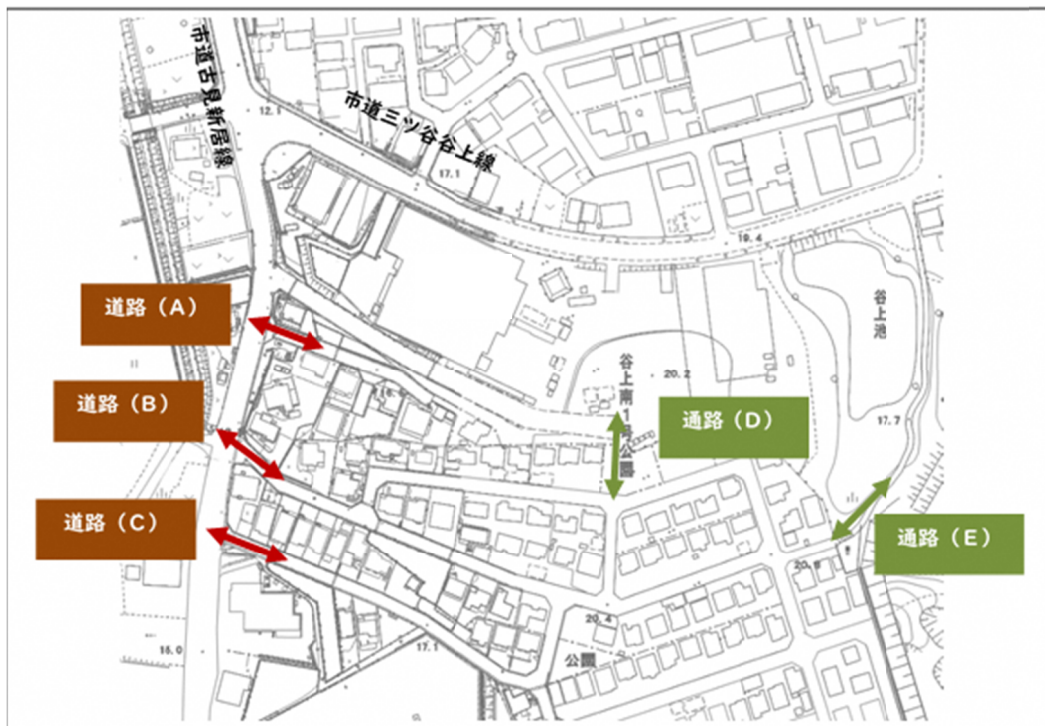 市道古見新居線
市道三ツ谷谷上線
12.1
17.1
19.4
谷上池
道路（A）
20.2
谷上南1号公園
道路（B）
通路（D）
17.7
道路（C）
通路（E）
20.4
公園
16.0
17.1